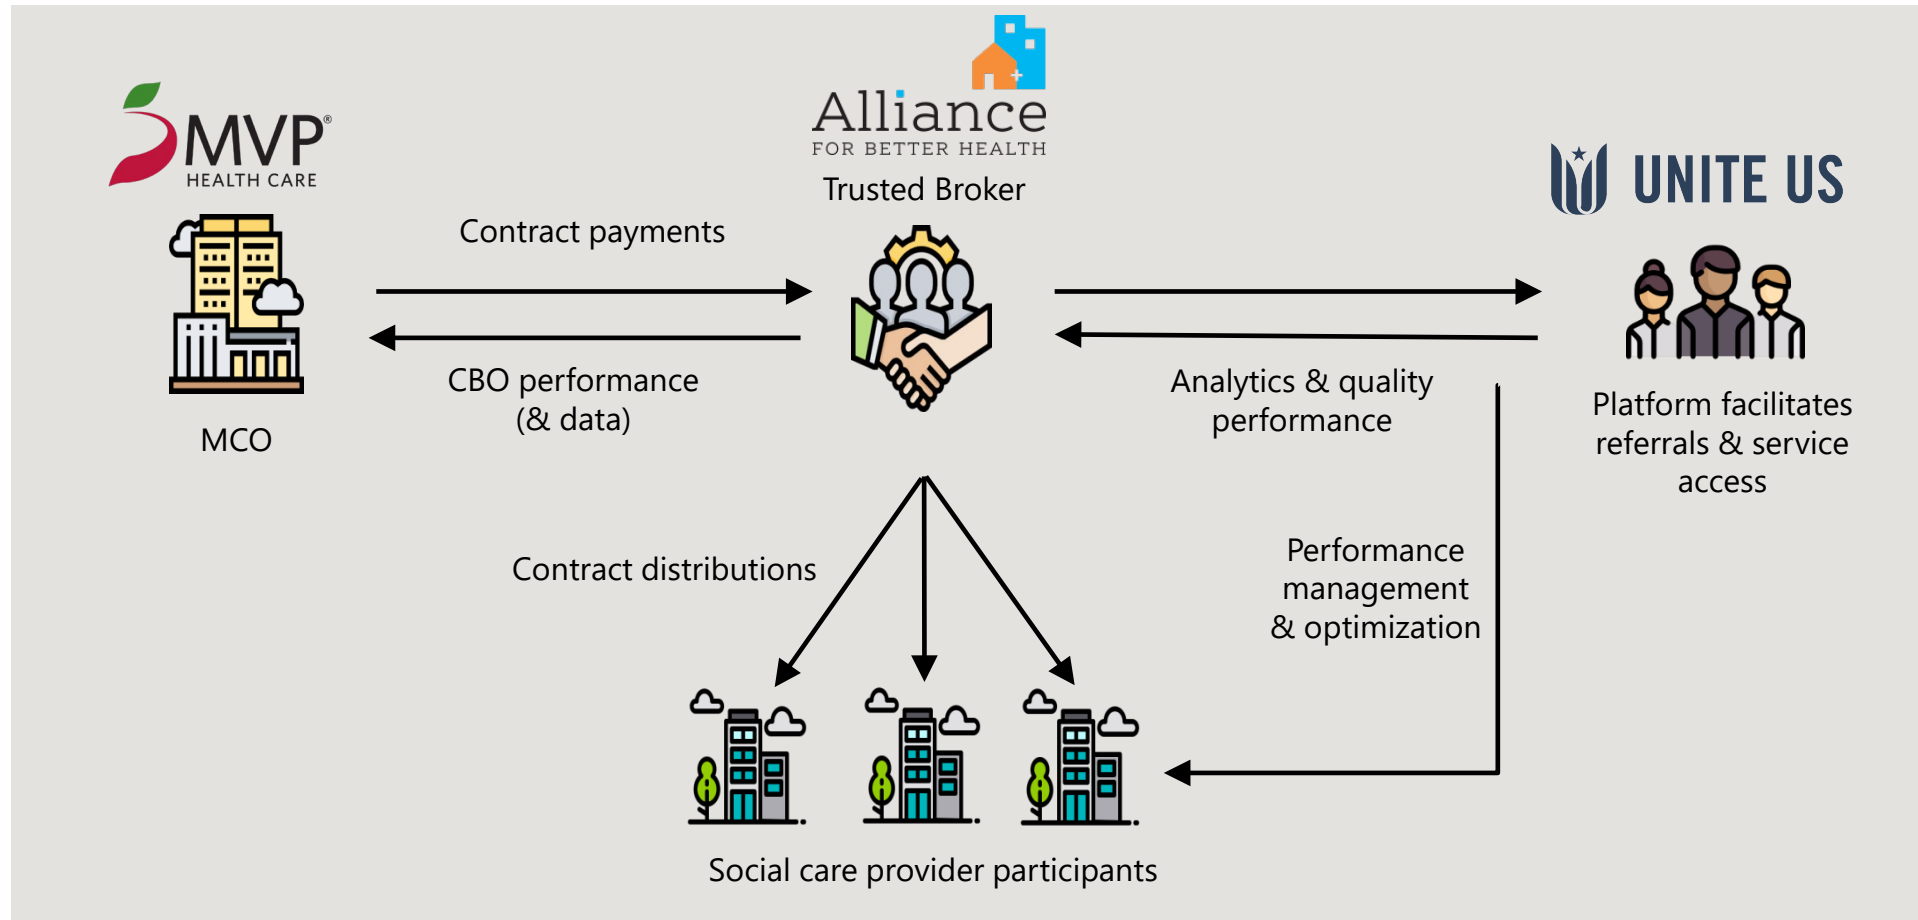 Alliance
FOR BETTER HEALTH
Trusted Broker
MVP®
HEALTH CARE
UNITE US
Contract payments
CBO performance
(& data)
MCO
Analytics & quality
performance
Platform facilitates
referrals & service
access
Contract distributions
Performance
management
& optimization
Social care provider participants